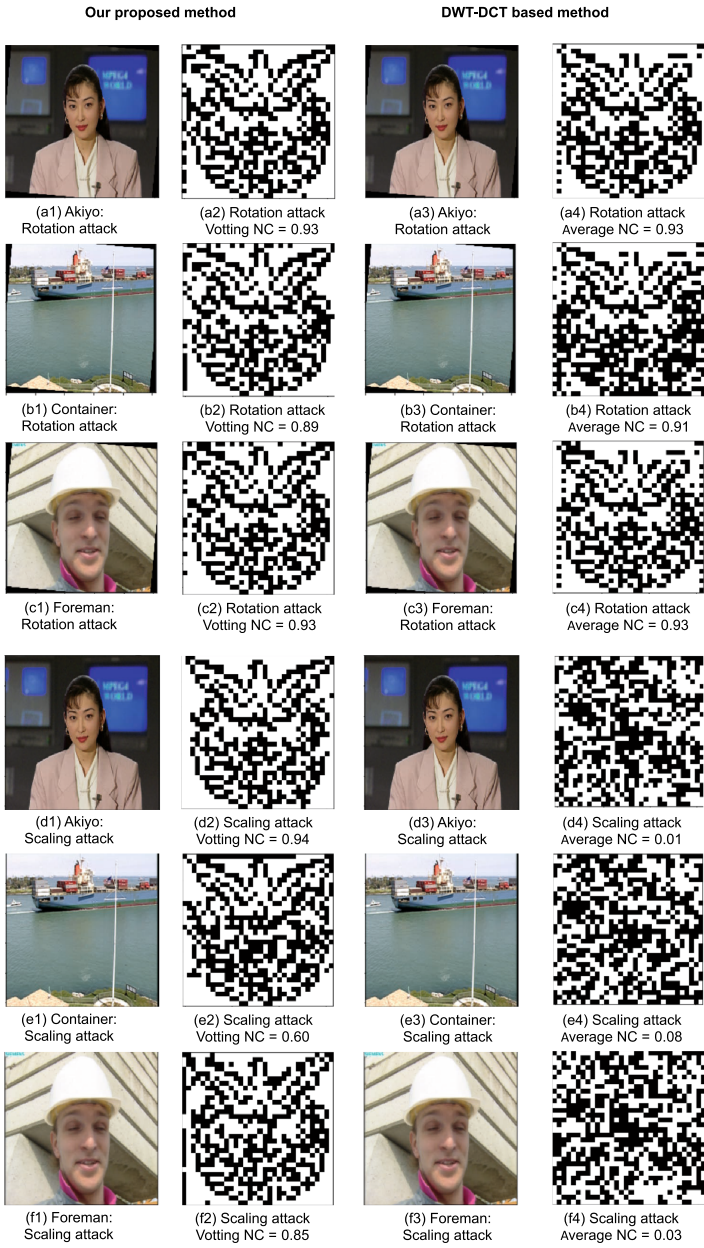 Our proposed method
DWT-DCT based method
MPEG4
WORLD
MPEG4
WORLD
(a1) Akiyo:
Rotation attack
(a2) Rotation attack
Votting NC = 0.93
(a3) Akiyo:
Rotation attack
(a4) Rotation attack
Average NC = 0.93
(b1) Container:
Rotation attack
(b2) Rotation attack
Votting NC = 0.89
(b3) Container:
Rotation attack
(b4) Rotation attack
Average NC = 0.91
(c1) Foreman:
Rotation attack
(c2) Rotation attack
Votting NC = 0.93
(c3) Foreman:
Rotation attack
(c4) Rotation attack
Average NC = 0.93
MPEG4
WORLD
MPEG4
WORLD
(d1) Akiyo:
Scaling attack
(d2) Scaling attack
Votting NC = 0.94
(d3) Akiyo:
Scaling attack
(d4) Scaling attack
Average NC = 0.01
(e1) Container:
Scaling attack
(e2) Scaling attack
Votting NC = 0.60
(e3) Container:
Scaling attack
(e4) Scaling attack
Average NC = 0.08
(f1) Foreman:
Scaling attack
(f2) Scaling attack
Votting NC = 0.85
(f3) Foreman:
Scaling attack
(f4) Scaling attack
Average NC = 0.03